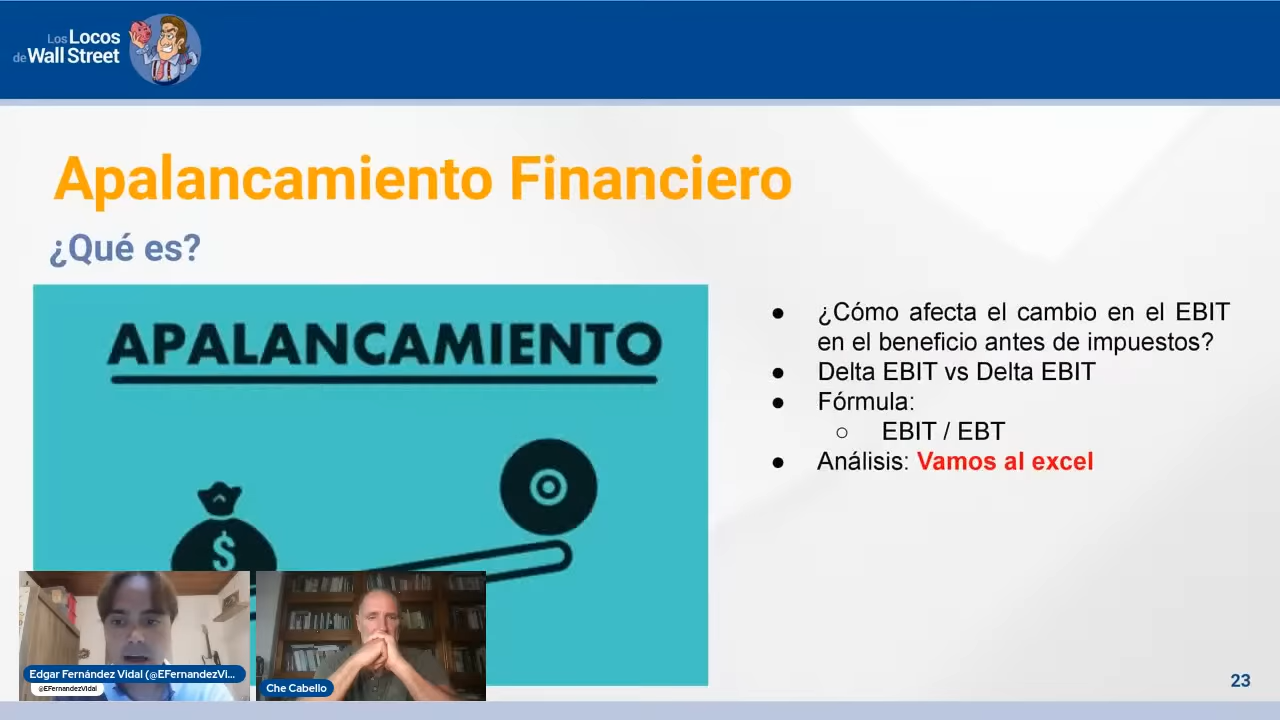 Los Locos
de Wall Street
Apalancamiento Financiero
¿Qué es?
APALANCAMIENTO
$
● ¿Cómo afecta el cambio en el EBIT
en el beneficio antes de impuestos?
● Delta EBIT vs Delta EBIT
● Fórmula:
○ EBIT / EBT
● Análisis: Vamos al excel
Edgar Fernández Vidal (@EFernandezVi...
@EFernandezVidal
Che Cabello
23